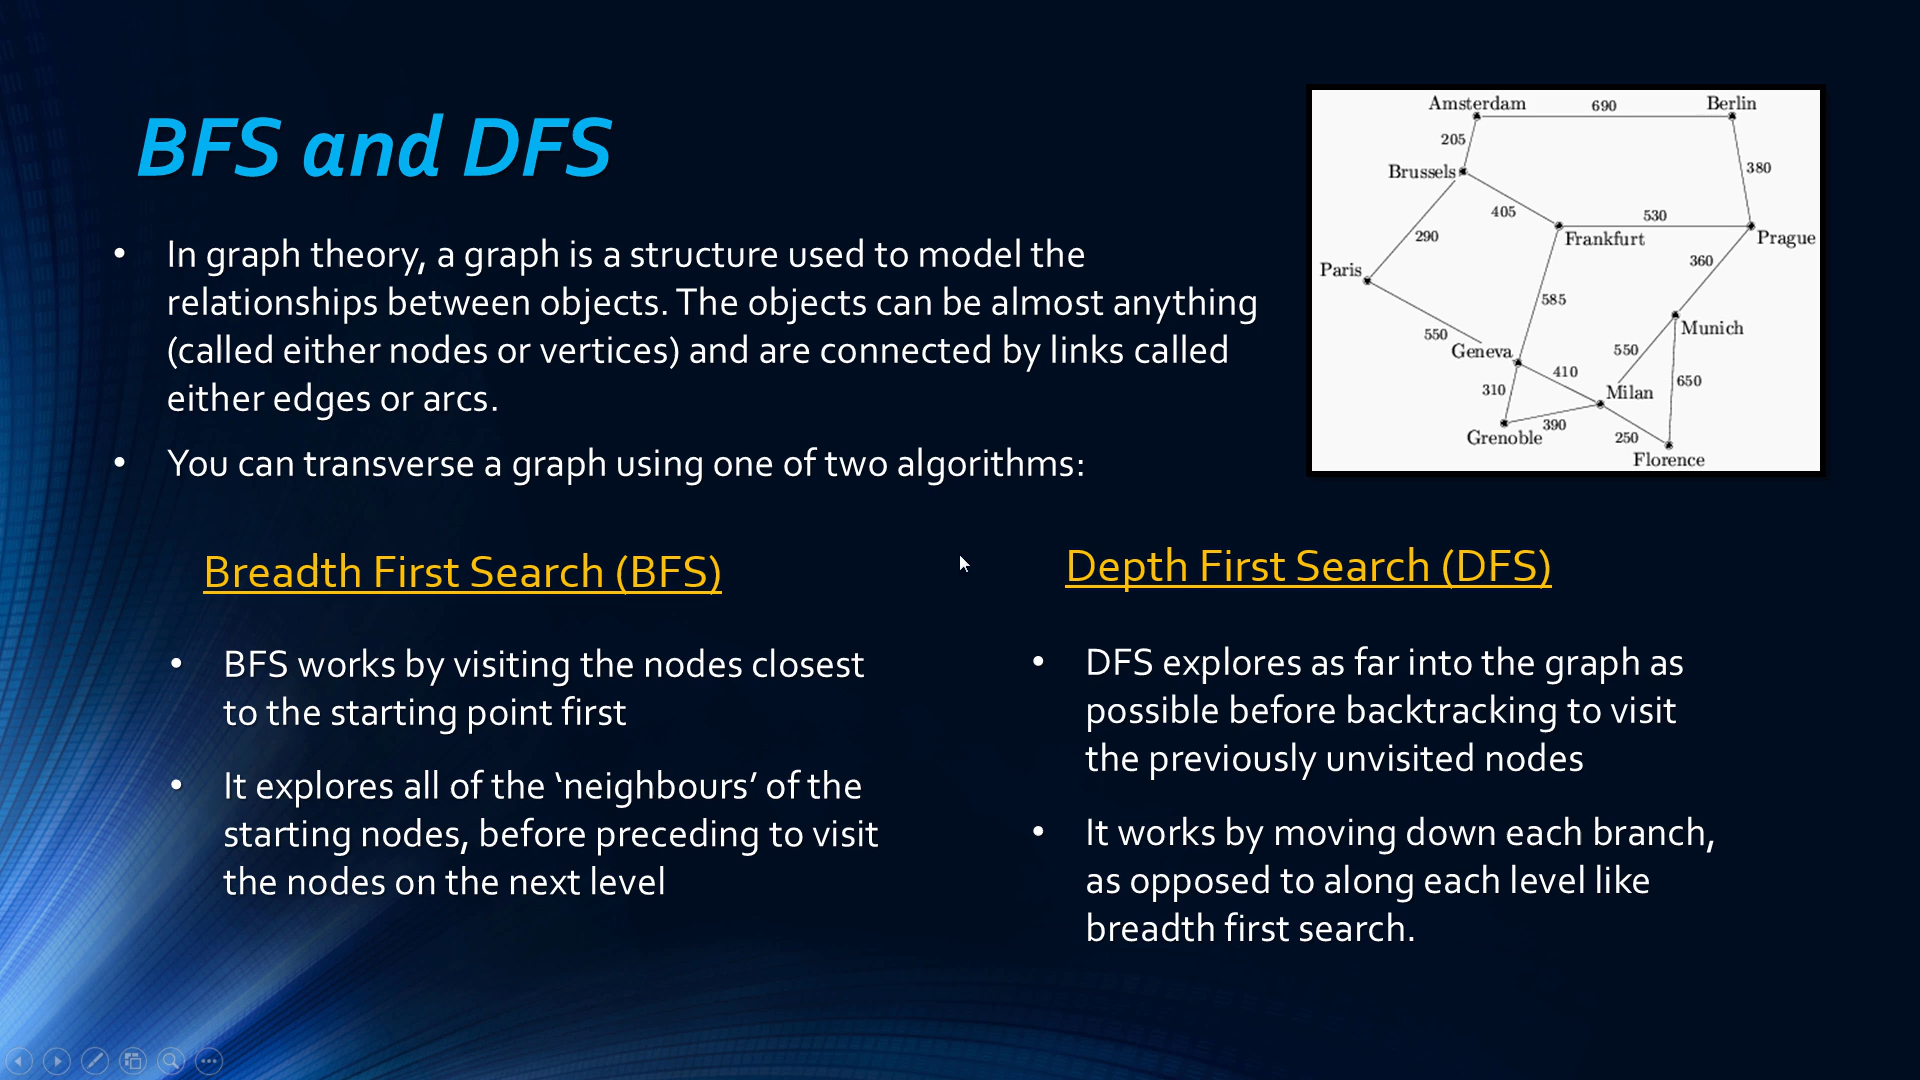 BFS and DFS
• In graph theory, a graph is a structure used to model the
relationships between objects. The objects can be almost anything
(called either nodes or vertices) and are connected by links called
either edges or arcs.
• You can transverse a graph using one of two algorithms:
Amsterdam 690 Berlin
205
Brussels 380
405 530
290 Frankfurt Prague
360
Paris
585
550 Munich
Geneva 550
410
310 Milan 650
390 250
Grenoble
Florence
Breadth First Search (BFS)
• BFS works by visiting the nodes closest
to the starting point first
• It explores all of the ‘neighbours’ of the
starting nodes, before preceding to visit
the nodes on the next level
Depth First Search (DFS)
• DFS explores as far into the graph as
possible before backtracking to visit
the previously unvisited nodes
• It works by moving down each branch,
as opposed to along each level like
breadth first search.